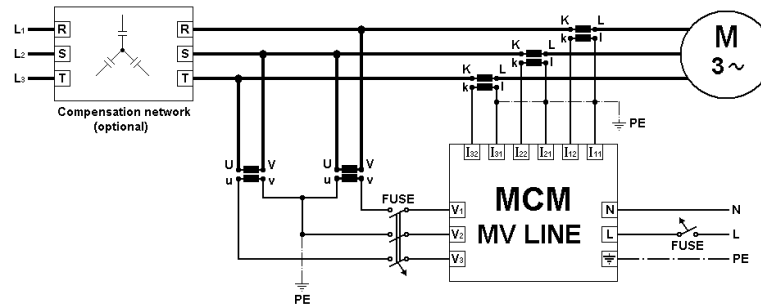 L1 R R K L M
L2 S S K k l L 3~
L3 T T K k l L
k l
Compensation network
(optional)
PE
I32 I31 I22 I21 I12 I11
U V U V
u v u v
FUSE
MCM
MV LINE
V1 N N
V2 L L
FUSE
V3 PE
PE